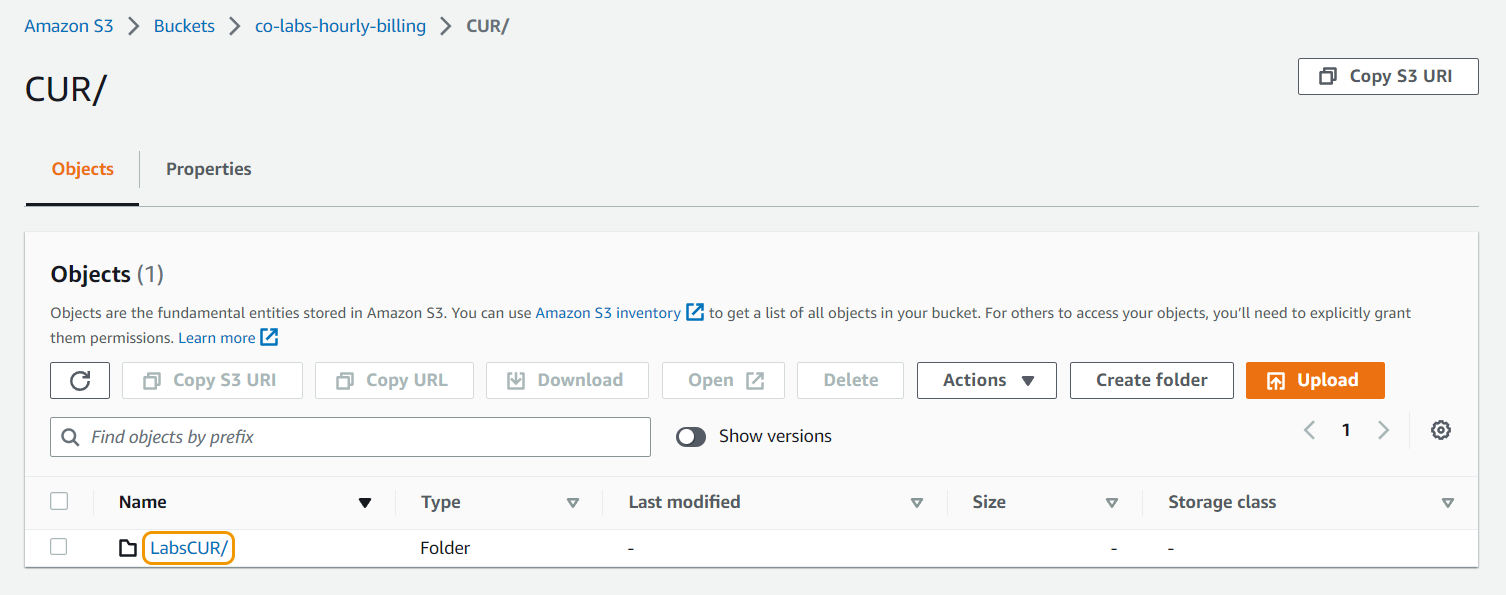 Amazon S3 > Buckets > co-labs-hourly-billing > CUR/
CUR/
Copy S3 URI
Objects Properties
Objects (1)
Objects are the fundamental entities stored in Amazon S3. You can use Amazon S3 inventory to get a list of all objects in your bucket. For others to access your objects, you’ll need to explicitly grant
them permissions. Learn more
Copy S3 URI Copy URL Download Open Delete Actions Create folder Upload
Find objects by prefix Show versions 1
Name Type Last modified Size Storage class
LabsCUR/ Folder - - -